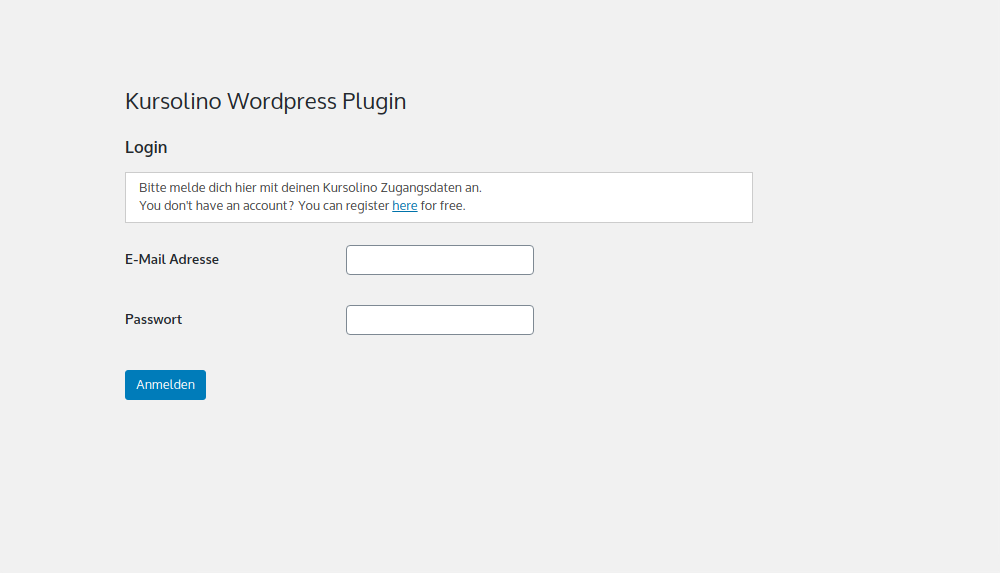 Kursolino Wordpress Plugin
Login
Bitte melde dich hier mit deinen Kursolino Zugangsdaten an.
You don't have an account? You can register here for free.
E-Mail Adresse
Passwort
Anmelden